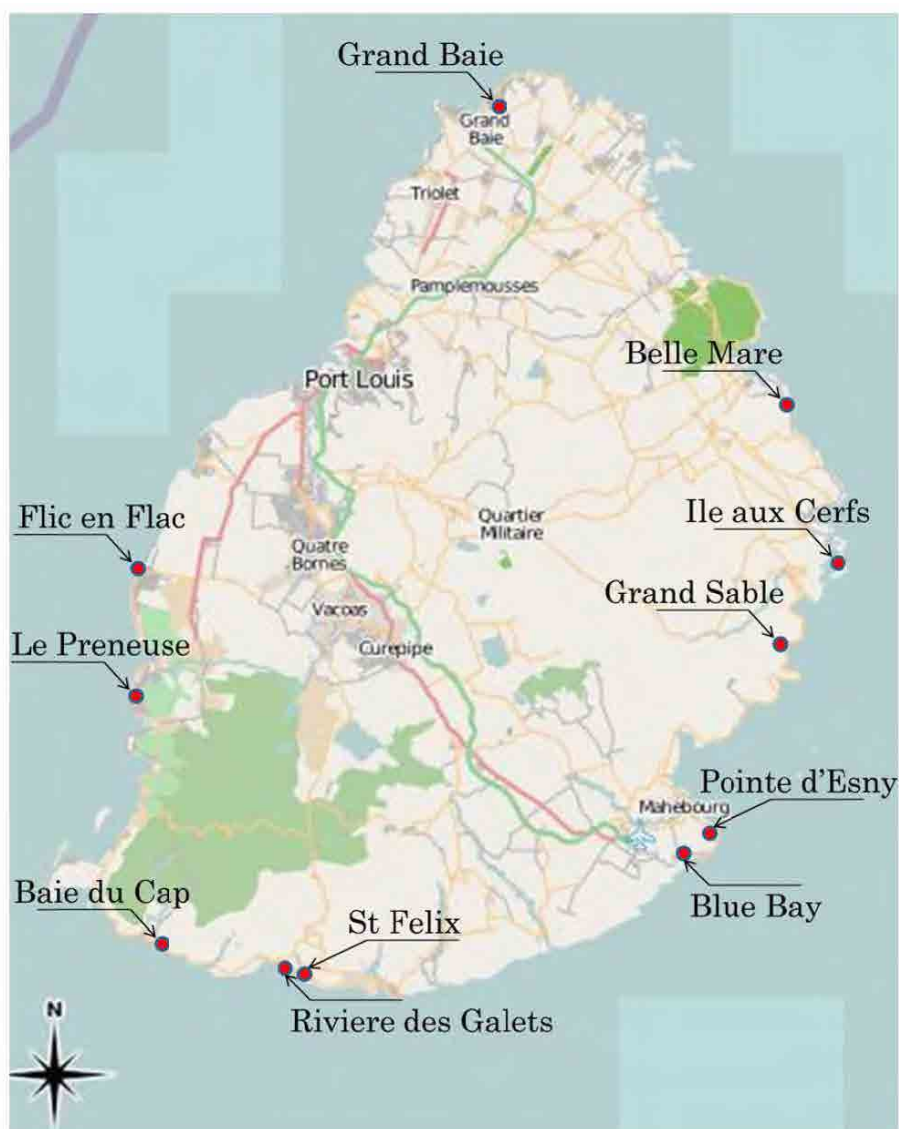 Grand Baie
Grand
Baie
Triolet
Pamplemousses
Belle Mare
Port Louis
Flic en Flac
Quartier
Militaire
Ile aux Cerfs
Quatre
Bornes
Grand Sable
Vacoas
Curepipe
Le Preneuse
Pointe d'Esny
Mahébourg
Baie du Cap
Blue Bay
St Felix
Riviere des Galets
N